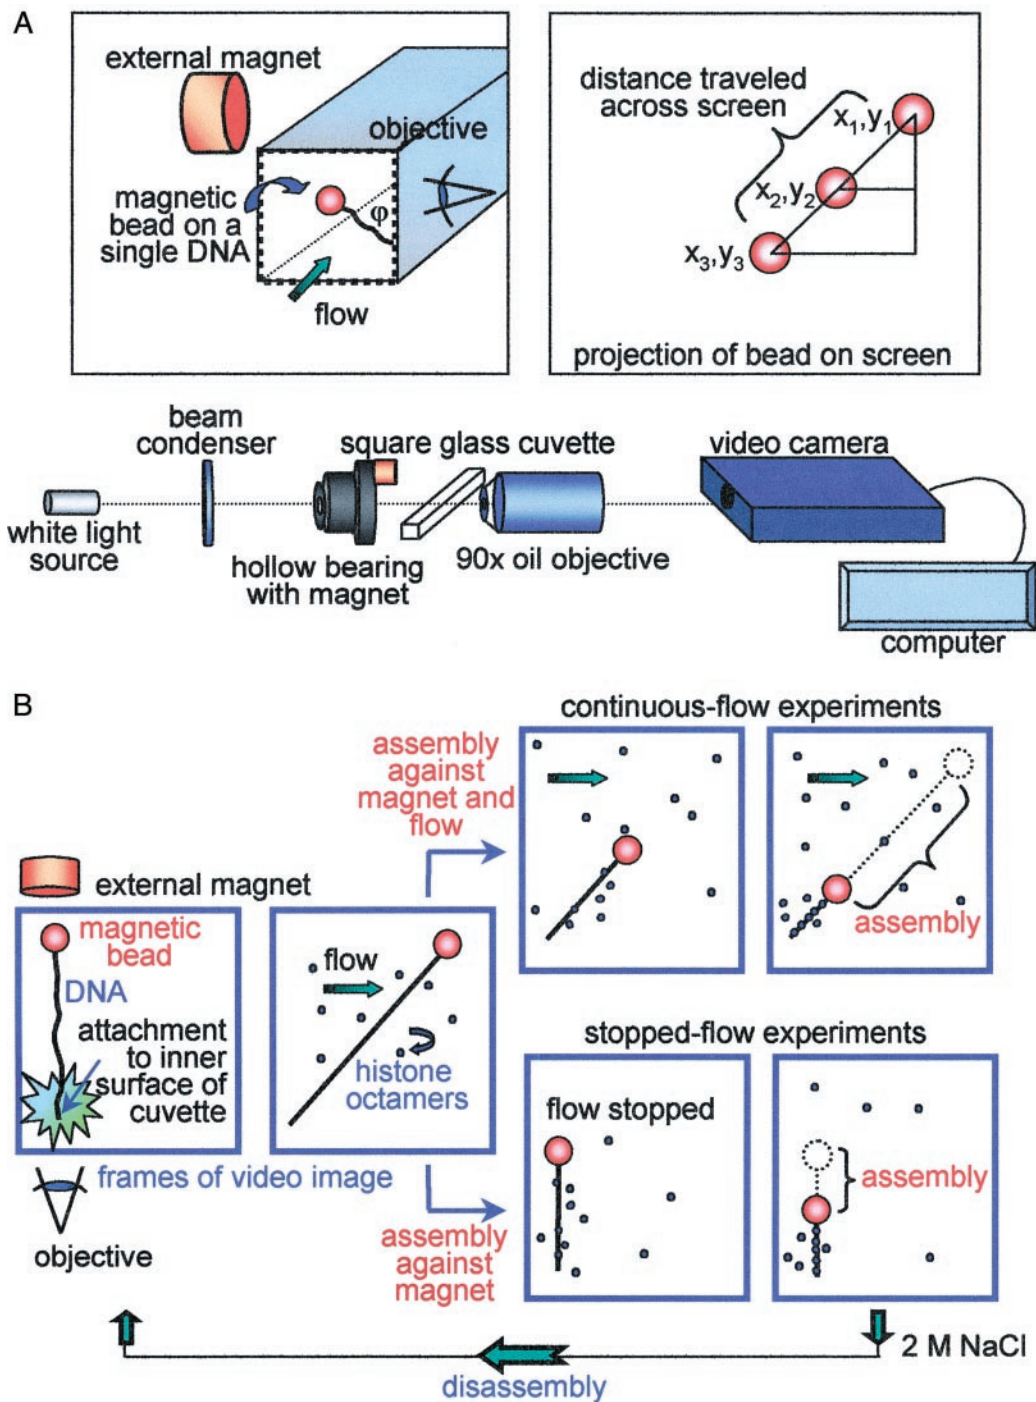 A
external magnet
objective
magnetic
bead on a
single DNA
φ
flow
distance traveled
across screen
x₁,y₁
x₂,y₂
x₃,y₃
projection of bead on screen
beam
condenser
square glass cuvette
video camera
white light
source
hollow bearing
with magnet
90x oil objective
computer
B
continuous-flow experiments
assembly
against
magnet and
flow
assembly
external magnet
magnetic
bead
DNA
attachment
to inner
surface of
cuvette
flow
histone
octamers
stopped-flow experiments
flow stopped
assembly
frames of video image
objective
assembly
against
magnet
2 M NaCl
disassembly